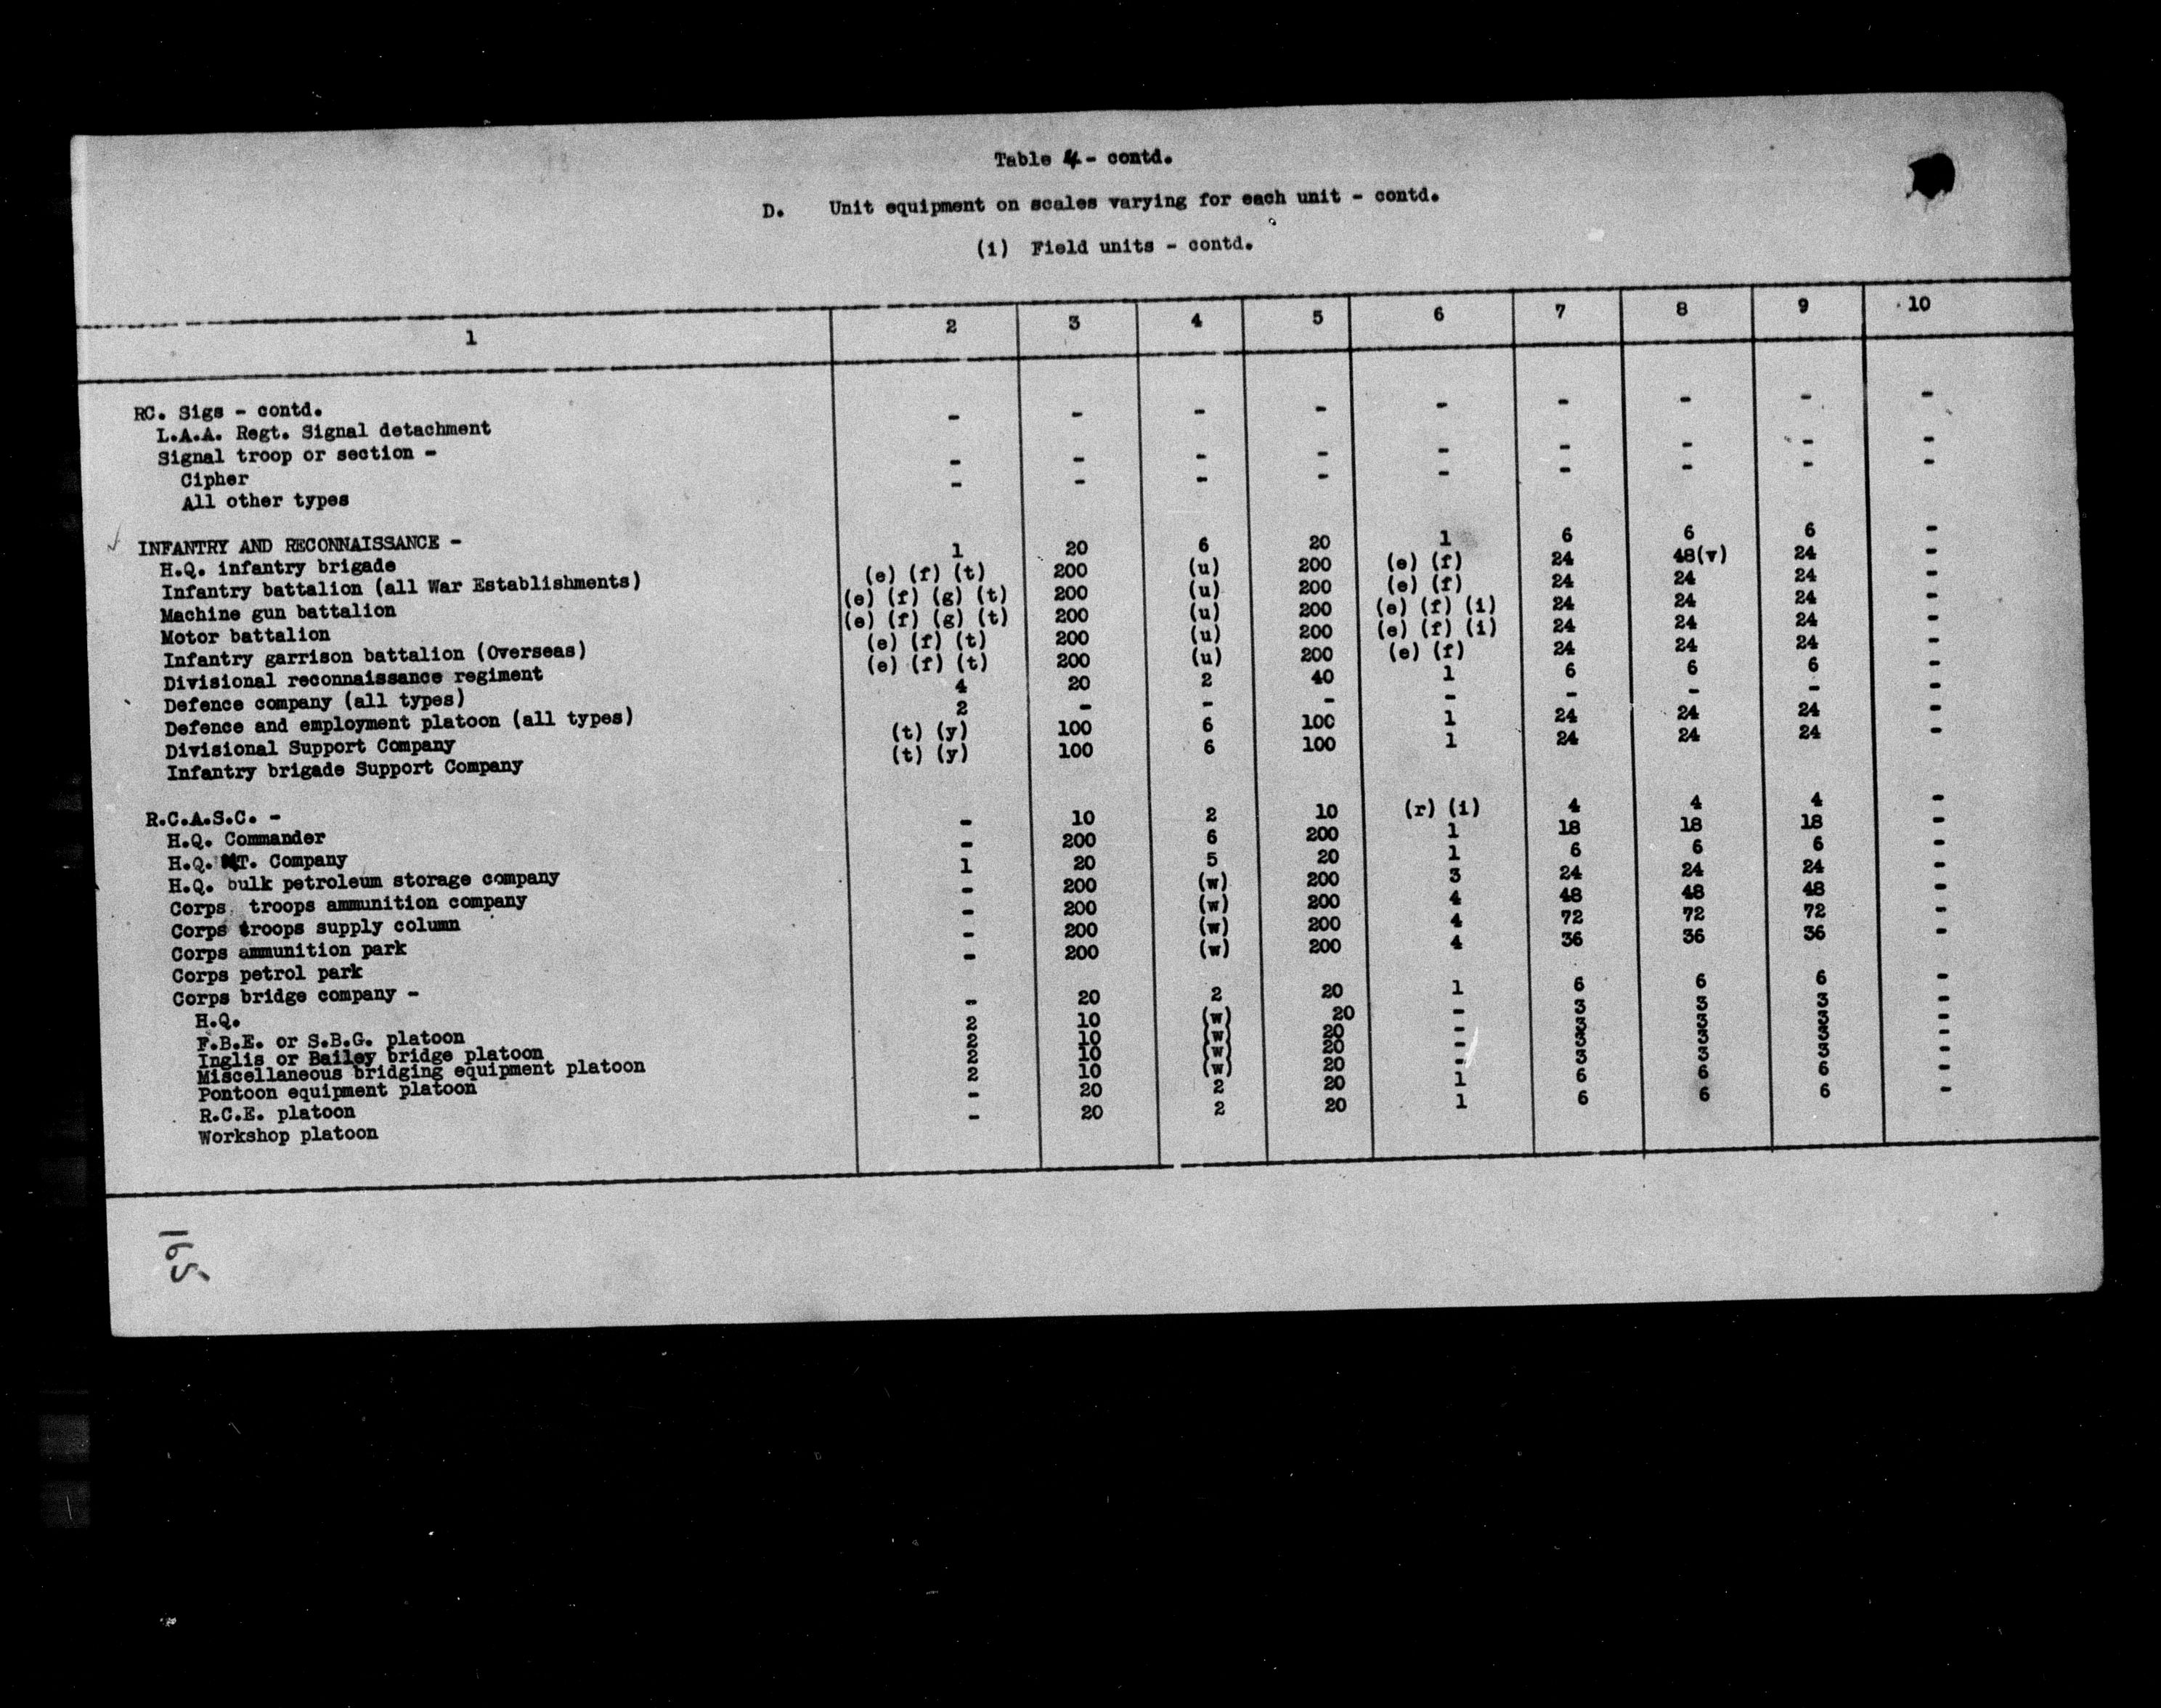 Table 4 - contd.
D. Unit equipment on scales varying for each unit - contd.
(i) Field units - contd.
1 2 3 4 5 6 7 8 9 10
RC. Sigs - contd.
L.A.A. Regt. Signal detachment - - - - - - - - -
Signal troop or section -
Cipher - - - - - - - - -
All other types - - - - - - - - -
INFANTRY AND RECONNAISSANCE -
H.Q. infantry brigade 1 20 6 20 1 6 6 6 -
Infantry battalion (all War Establishments) (e) (f) (t) 200 (u) 200 (e) (f) 24 48(v) 24 -
Machine gun battalion (e) (f) (g) (t) 200 (u) 200 (e) (f) 24 24 24 -
Motor battalion (e) (f) (g) (t) 200 (u) 200 (e) (f) (i) 24 24 24 -
Infantry garrison battalion (Overseas) (e) (f) (t) 200 (u) 200 (e) (f) (i) 24 24 24 -
Divisional reconnaissance regiment (e) (f) (t) 200 (u) 200 (e) (f) 24 24 24 -
Defence company (all types) 4 20 2 40 1 6 6 6 -
Defence and employment platoon (all types) 2 - - - - - - - -
Divisional Support Company (t) (y) 100 6 100 1 24 24 24 -
Infantry brigade Support Company (t) (y) 100 6 100 1 24 24 24 -
R.C.A.S.C. -
H.Q. Commander - 10 2 10 (r) (i) 4 4 4 -
H.Q. MT. Company - 200 6 200 1 18 18 18 -
H.Q. bulk petroleum storage company 1 20 5 20 1 6 6 6 -
Corps troops ammunition company - 200 (w) 200 3 24 24 24 -
Corps troops supply column - 200 (w) 200 4 48 48 48 -
Corps ammunition park - 200 (w) 200 4 72 72 72 -
Corps petrol park - 200 (w) 200 4 36 36 36 -
Corps bridge company -
H.Q. - 20 2 20 1 6 6 6 -
F.B.E. or S.B.G. platoon 2 10 (w) 20 - 3 3 3 -
Inglis or Bailey bridge platoon 2 10 (w) 20 - 3 3 3 -
Miscellaneous bridging equipment platoon 2 10 (w) 20 - 3 3 3 -
Pontoon equipment platoon 2 10 (w) 20 - 3 3 3 -
R.C.E. platoon - 20 2 20 1 6 6 6 -
Workshop platoon - 20 2 20 1 6 6 6 -
165